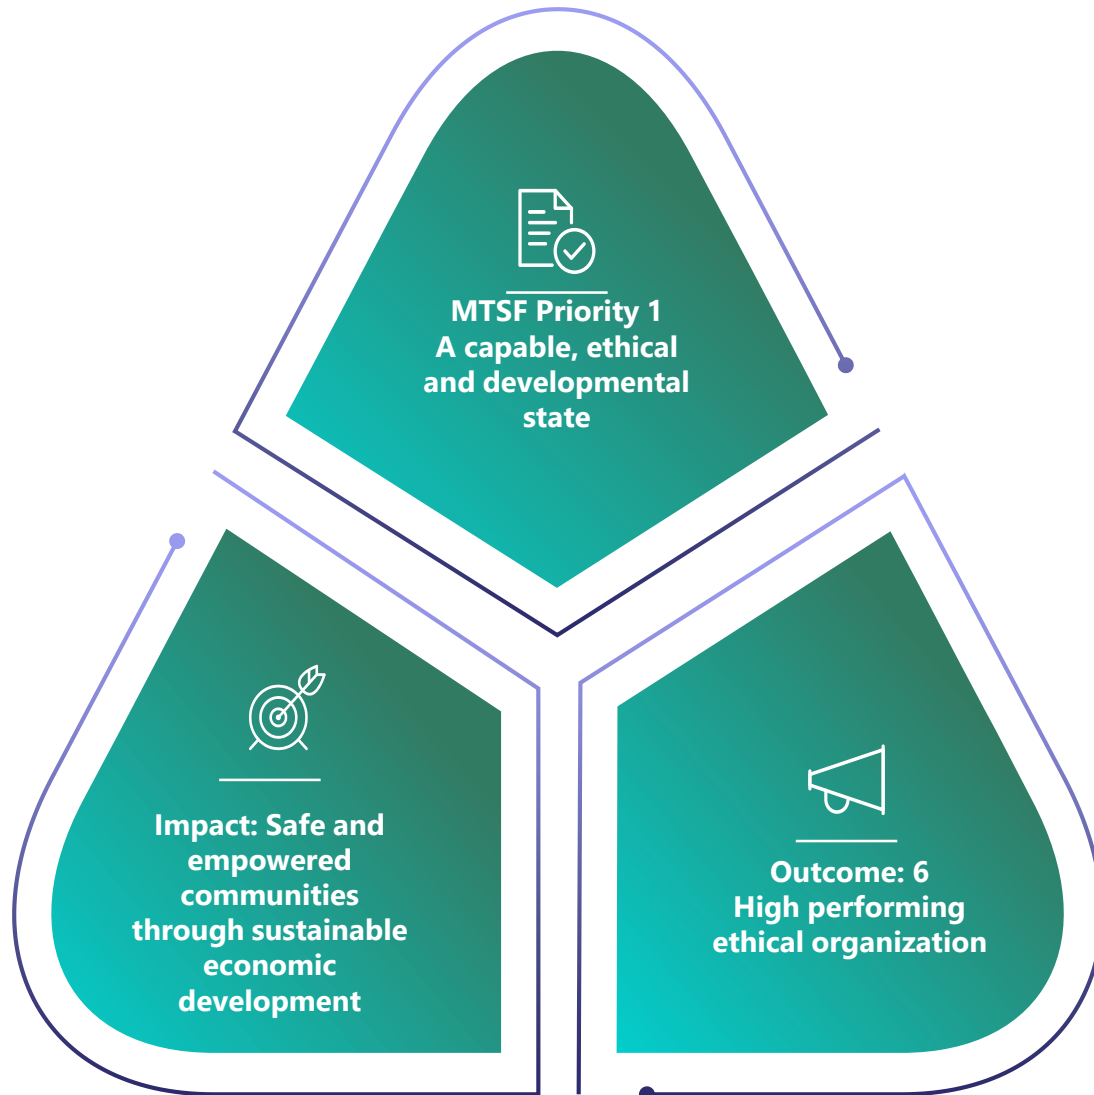 MTSF Priority 1
A capable, ethical
and developmental
state
Impact: Safe and
empowered
communities
through sustainable
economic
development
Outcome: 6
High performing
ethical organization